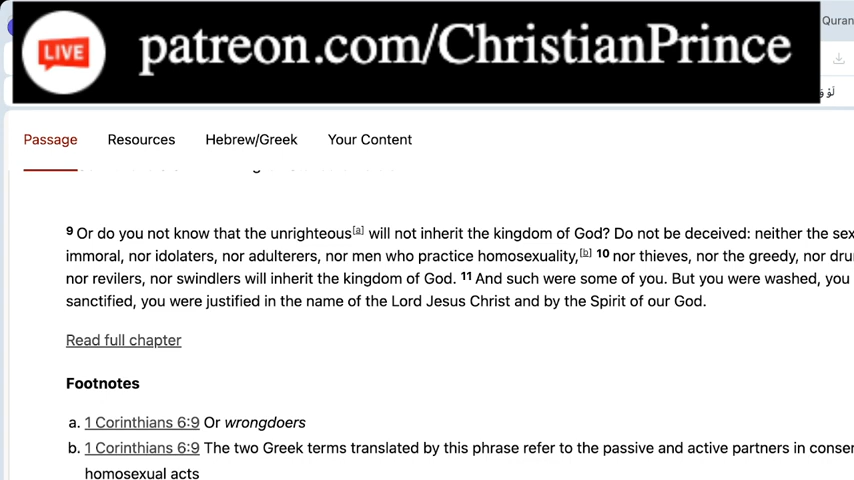 LIVE patreon.com/ChristianPrince
Quran
Passage Resources Hebrew/Greek Your Content
9 Or do you not know that the unrighteous[a] will not inherit the kingdom of God? Do not be deceived: neither the
immoral, nor idolaters, nor adulterers, nor men who practice homosexuality,[b] 10 nor thieves, nor the greedy, nor
nor revilers, nor swindlers will inherit the kingdom of God. 11 And such were some of you. But you were washed, you
sanctified, you were justified in the name of the Lord Jesus Christ and by the Spirit of our God.
Read full chapter
Footnotes
a. 1 Corinthians 6:9 Or wrongdoers
b. 1 Corinthians 6:9 The two Greek terms translated by this phrase refer to the passive and active partners in
homosexual acts